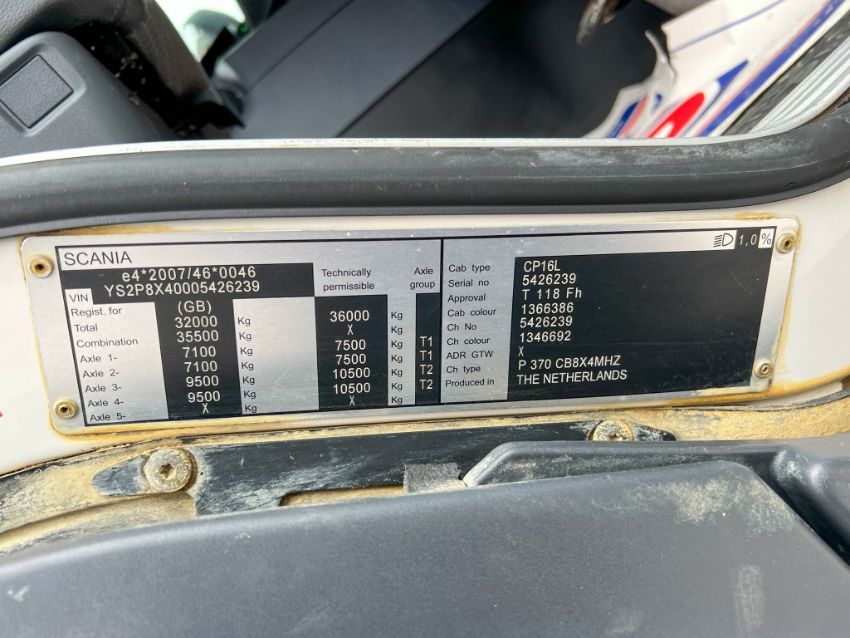 SCANIA
e4*2007/46*0046
VIN YS2P8X40005426239
Technically permissible
Axle group
Regist. for (GB)
Total 32000 Kg 36000 Kg
Combination 35500 Kg X Kg
Axle 1- 7100 Kg 7500 Kg T1
Axle 2- 7100 Kg 7500 Kg T1
Axle 3- 9500 Kg 10500 Kg T2
Axle 4- 9500 Kg 10500 Kg T2
Axle 5- X Kg X Kg
1,0 %
Cab type CP16L
Serial no 5426239
Approval T 118 Fh
Cab colour 1366386
Ch No 5426239
Ch colour 1346692
ADR GTW X
Ch type P 370 CB8X4MHZ
Produced in THE NETHERLANDS